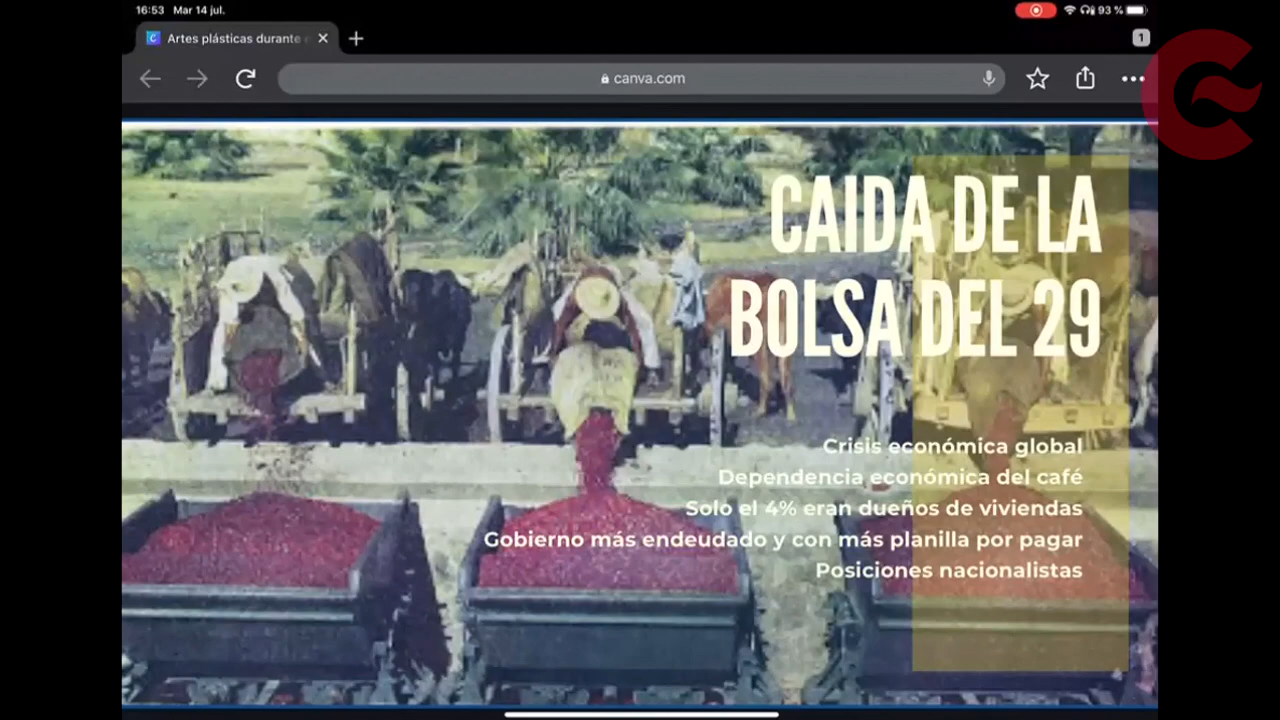 16:53 Mar 14 jul.
93 %
Artes plásticas durante
1
canva.com
CAIDA DE LA
BOLSA DEL 29
Crisis económica global
Dependencia económica del café
Solo el 4% eran dueños de viviendas
Gobierno más endeudado y con más planilla por pagar
Posiciones nacionalistas